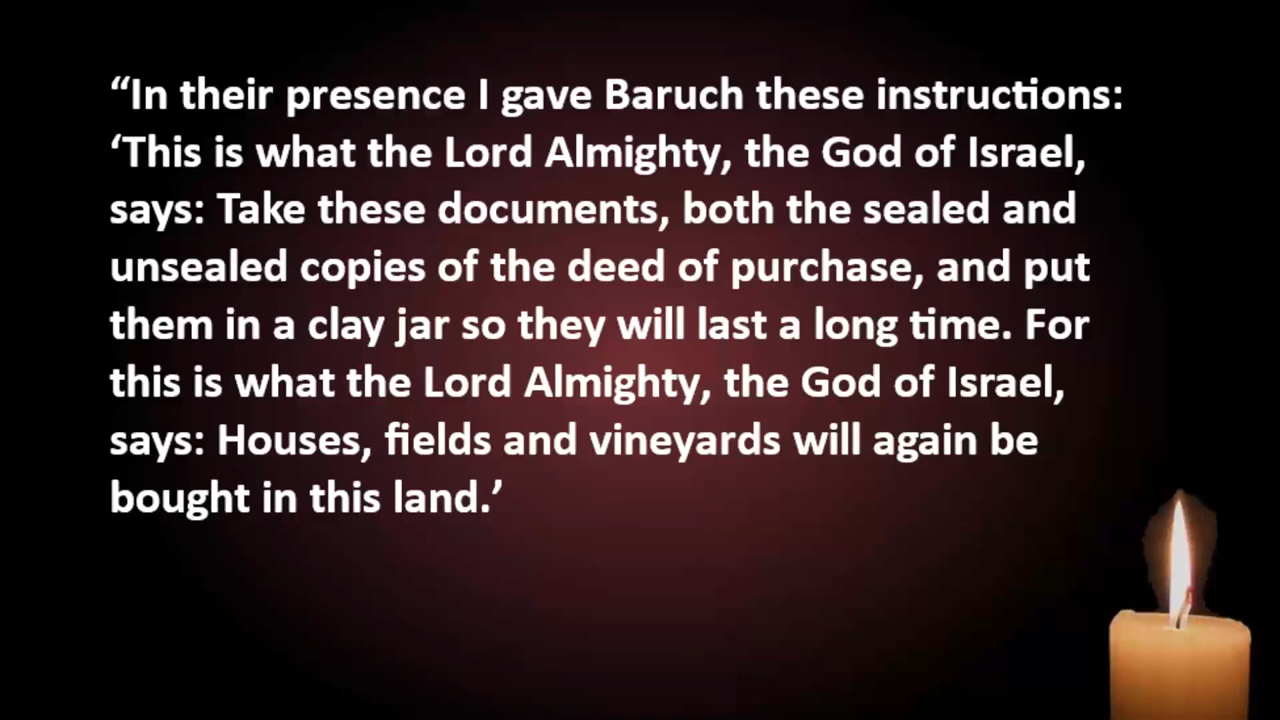 “In their presence I gave Baruch these instructions:
‘This is what the Lord Almighty, the God of Israel,
says: Take these documents, both the sealed and
unsealed copies of the deed of purchase, and put
them in a clay jar so they will last a long time. For
this is what the Lord Almighty, the God of Israel,
says: Houses, fields and vineyards will again be
bought in this land.’